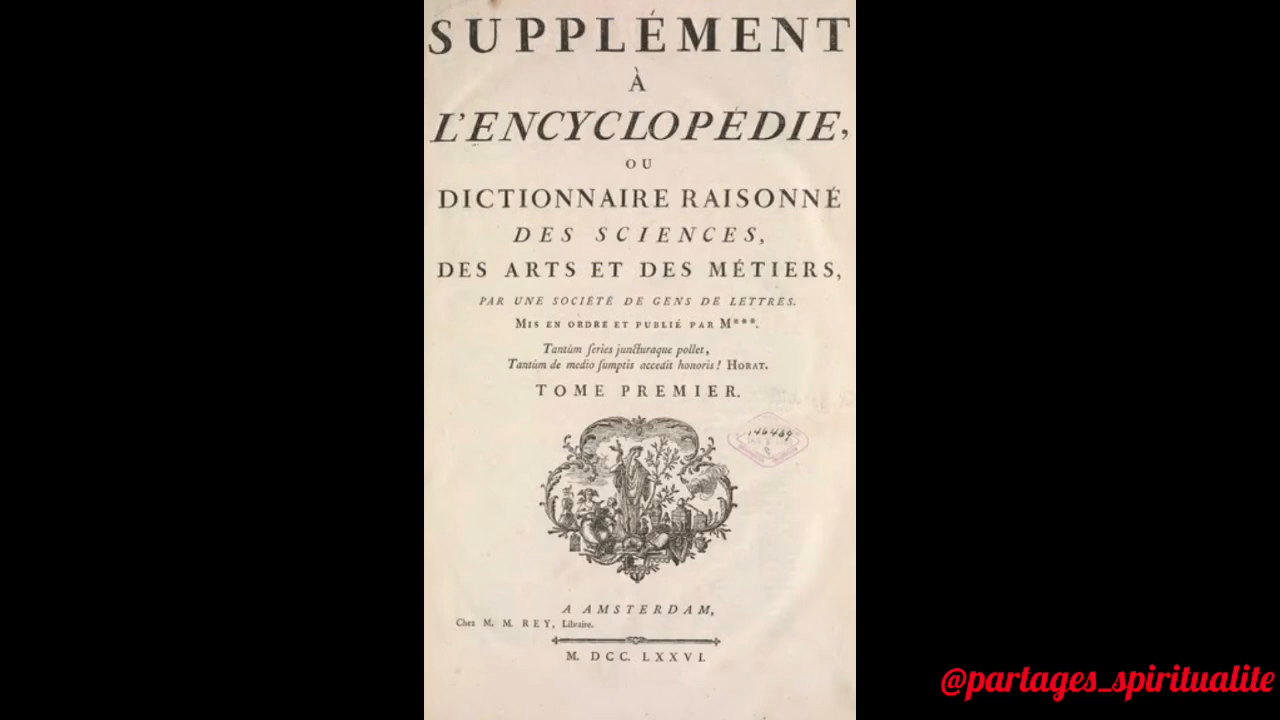 SUPPLÉMENT
À
L'ENCYCLOPÉDIE,
OU
DICTIONNAIRE RAISONNÉ
DES SCIENCES,
DES ARTS ET DES MÉTIERS,
PAR UNE SOCIÉTÉ DE GENS DE LETTRES.
MIS EN ORDRE ET PUBLIÉ PAR M***.
Tantùm ſeries juncturaque pollet,
Tantùm de medio ſumptis accedit honoris! HORAT.
TOME PREMIER.
146489
A AMSTERDAM,
Chez M. M. REY, Libraire.
M. DCC. LXXVI.
@partages_spiritualite